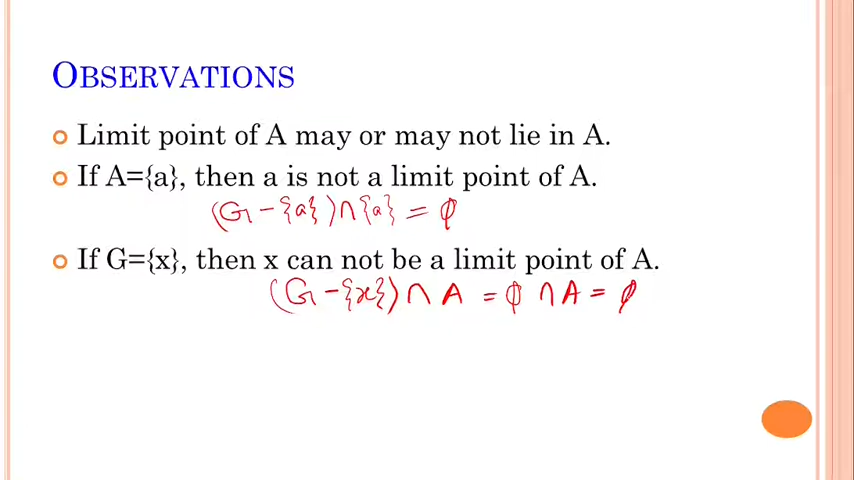 OBSERVATIONS
Limit point of A may or may not lie in A.
If A={a}, then a is not a limit point of A.
(G - {a}) ∩ {a} = φ
If G={x}, then x can not be a limit point of A.
(G - {x}) ∩ A = φ ∩ A = φ